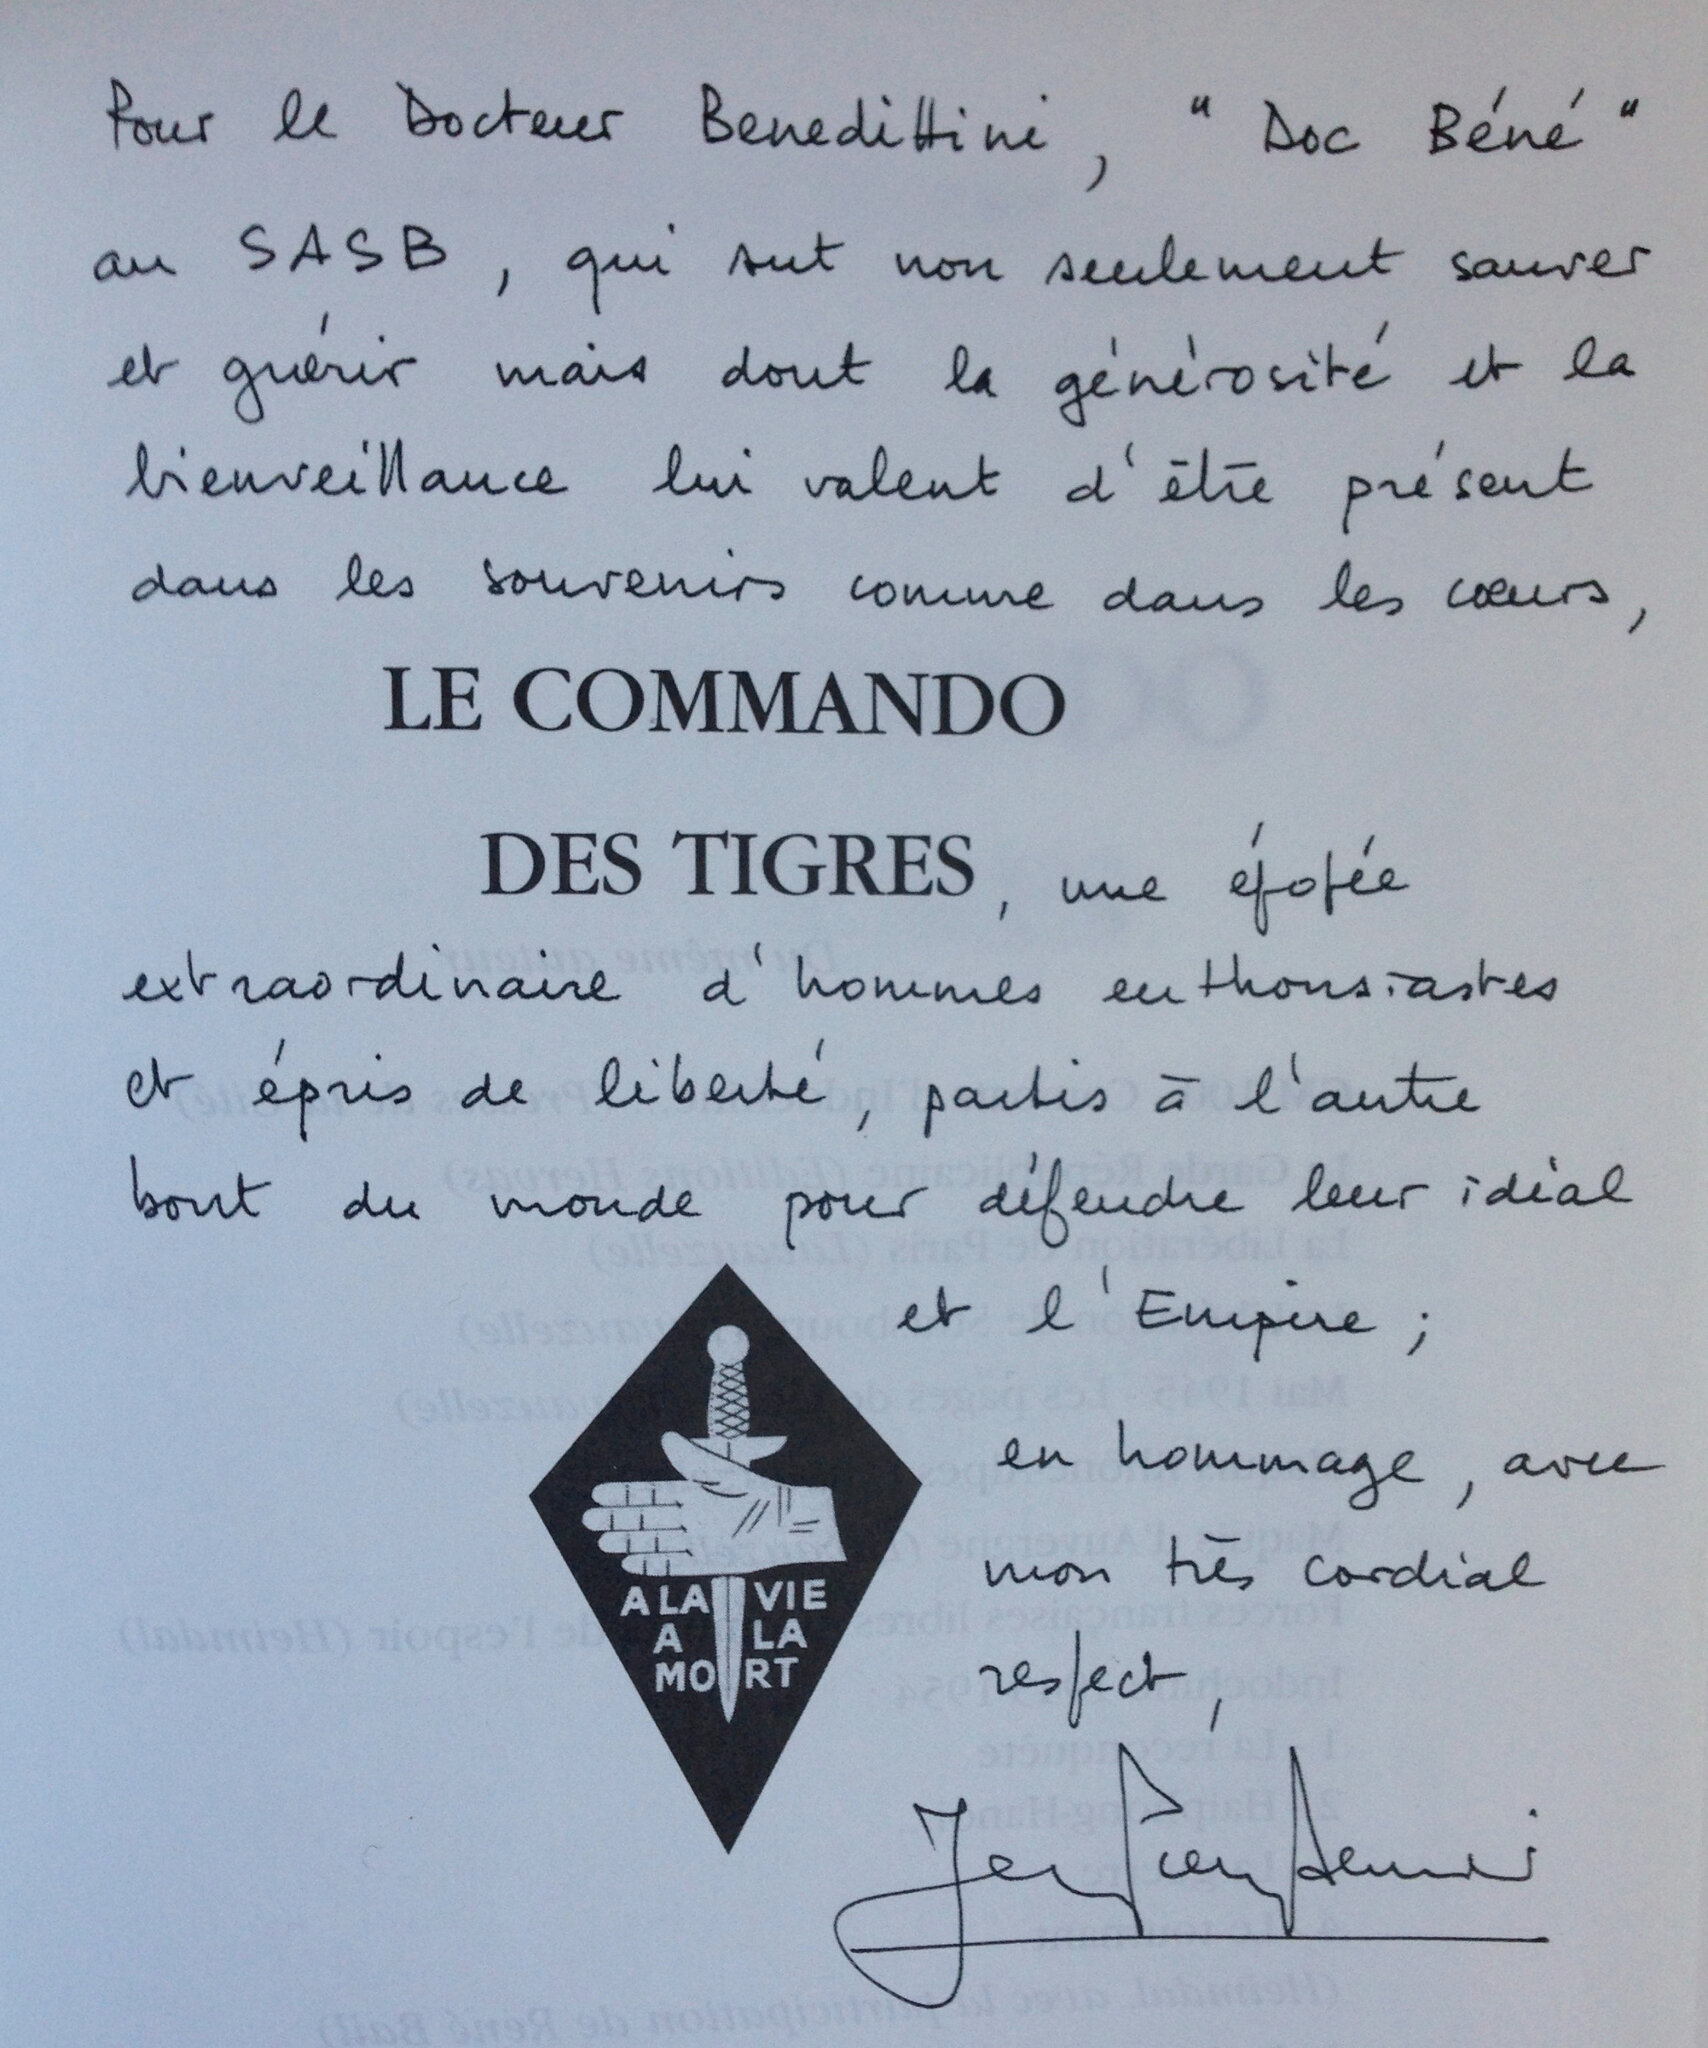 Pour le Docteur Benedittini, "Doc Béné"
au SASB, qui sut non seulement sauver
et guérir mais dont la générosité et la
bienveillance lui valent d'être présent
dans les souvenirs comme dans les cœurs,
LE COMMANDO
DES TIGRES, une épopée
extraordinaire d'hommes enthousiastes
et épris de liberté, partis à l'autre
bout du monde pour défendre leur idéal
et l'Empire ;
en hommage, avec
mon très cordial
respect,
A LA VIE
A LA
MORT